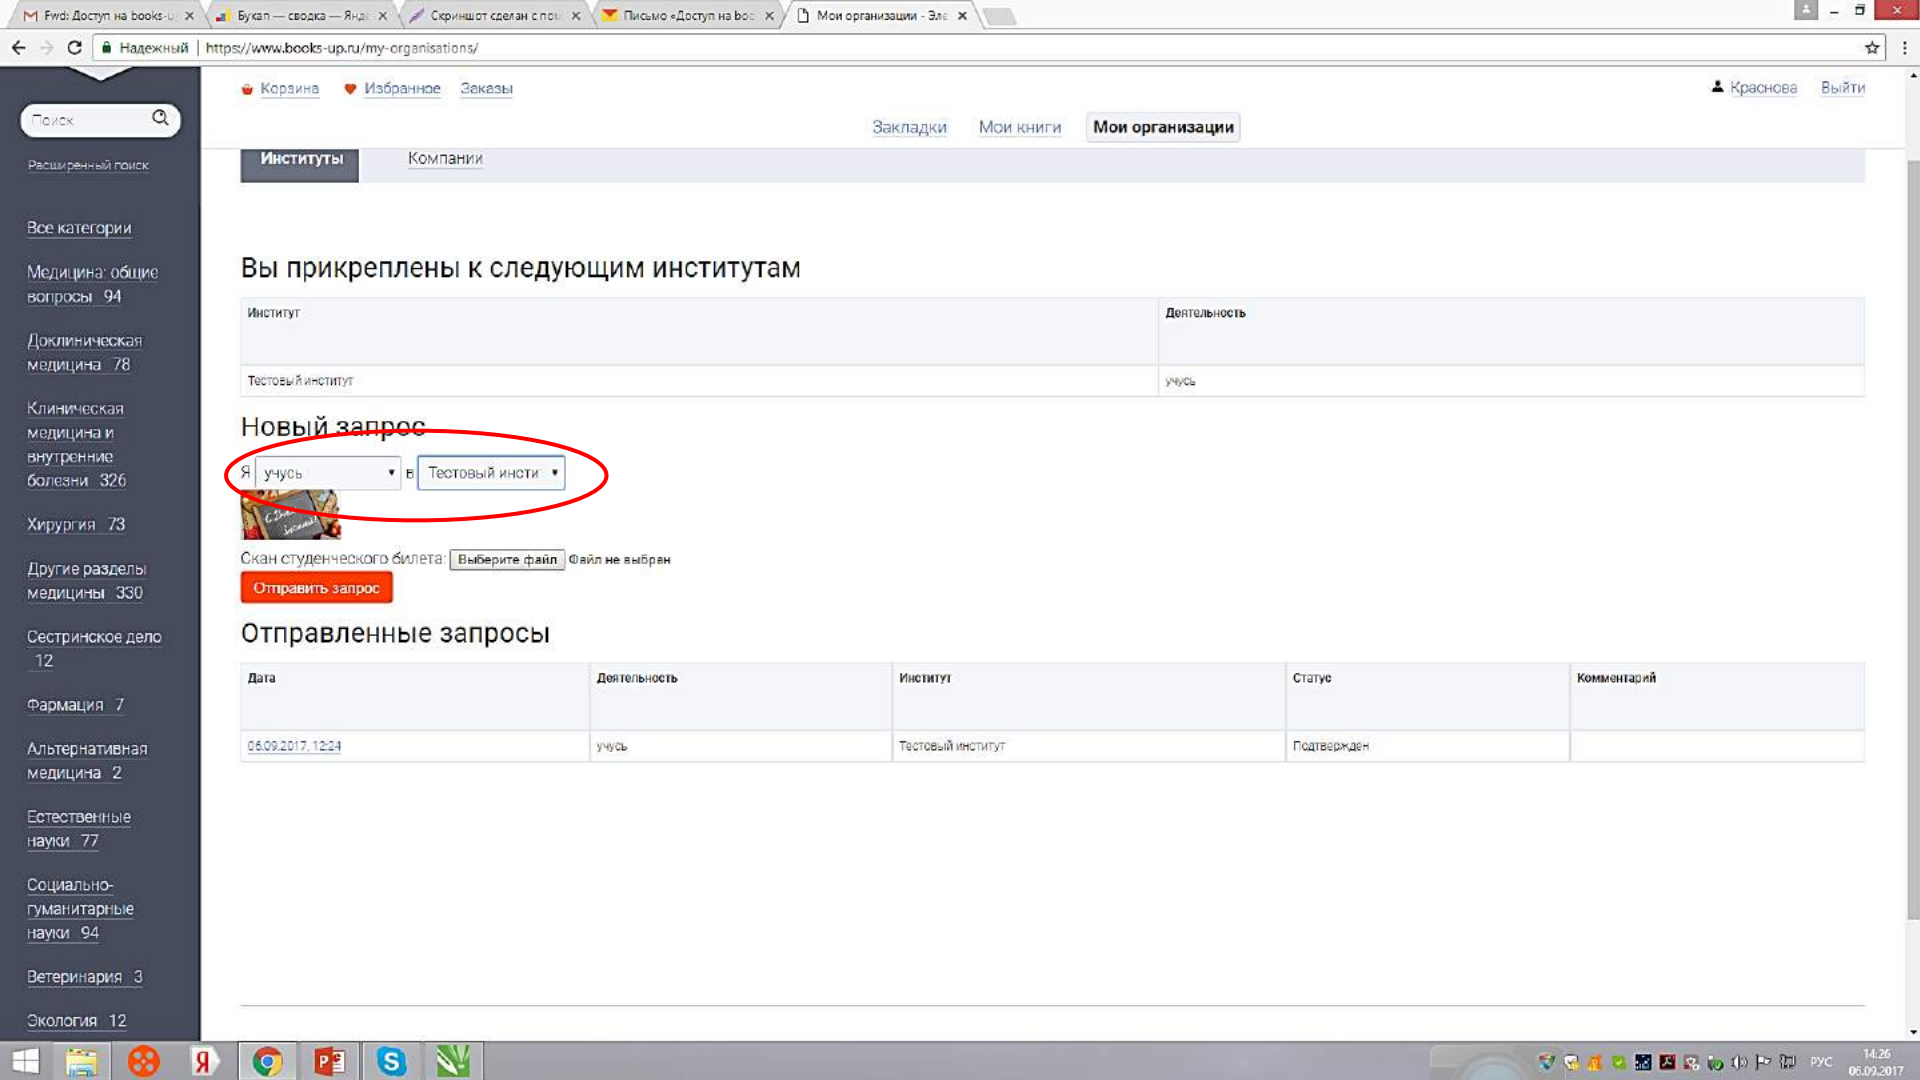 Fwd: Доступ на books-u
Букап — сводка — Янде
Скриншот сделан с пом
Письмо «Доступ на boo
Мои организации - Эле
Надежный | https://www.books-up.ru/my-organisations/
Корзина Избранное Заказы
Краснова Выйти
Закладки Мои книги Мои организации
Институты Компании
Поиск
Расширенный поиск
Все категории
Медицина: общие
вопросы 94
Доклиническая
медицина 78
Клиническая
медицина и
внутренние
болезни 326
Хирургия 73
Другие разделы
медицины 330
Сестринское дело
12
Фармация 7
Альтернативная
медицина 2
Естественные
науки 77
Социально-
гуманитарные
науки 94
Ветеринария 3
Экология 12
Вы прикреплены к следующим институтам
Институт Деятельность
Тестовый институт учусь
Новый запрос
Я учусь в Тестовый инсти
Скан студенческого билета: Выберите файл Файл не выбран
Отправить запрос
Отправленные запросы
Дата Деятельность Институт Статус Комментарий
06.09.2017, 12:24 учусь Тестовый институт Подтвержден
РУС 14:26
06.09.2017